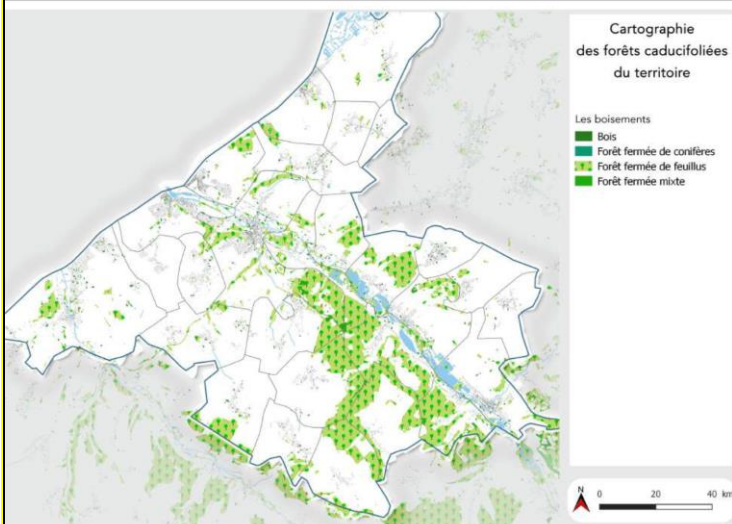 Cartographie
des forêts caducifoliées
du territoire
Les boisements
Bois
Forêt fermée de conifères
Forêt fermée de feuillus
Forêt fermée mixte
N
0 20 40 km